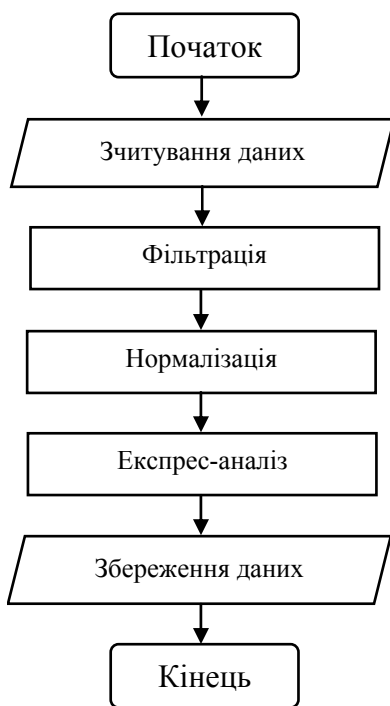 Початок
Зчитування даних
Фільтрація
Нормалізація
Експрес-аналіз
Збереження даних
Кінець